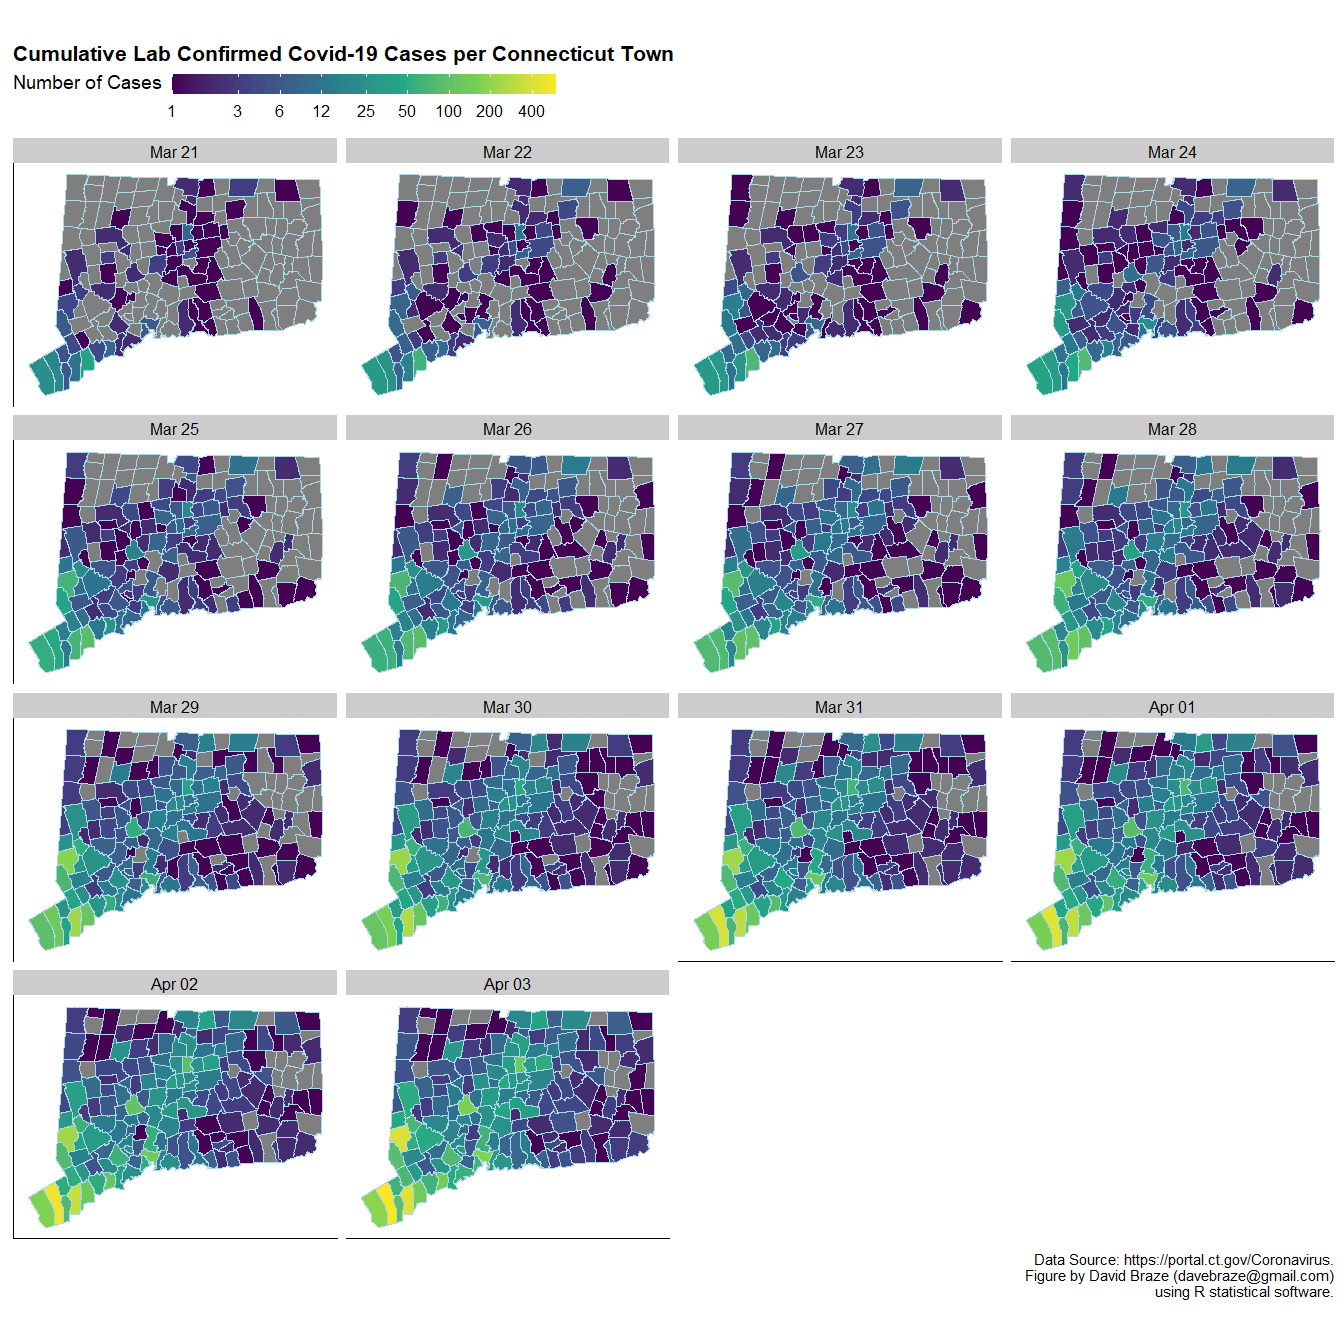 Cumulative Lab Confirmed Covid-19 Cases per Connecticut Town
Number of Cases
1 3 6 12 25 50 100 200 400
Mar 21 Mar 22 Mar 23 Mar 24
Mar 25 Mar 26 Mar 27 Mar 28
Mar 29 Mar 30 Mar 31 Apr 01
Apr 02 Apr 03
Data Source: https://portal.ct.gov/Coronavirus.
Figure by David Braze (davebraze@gmail.com)
using R statistical software.